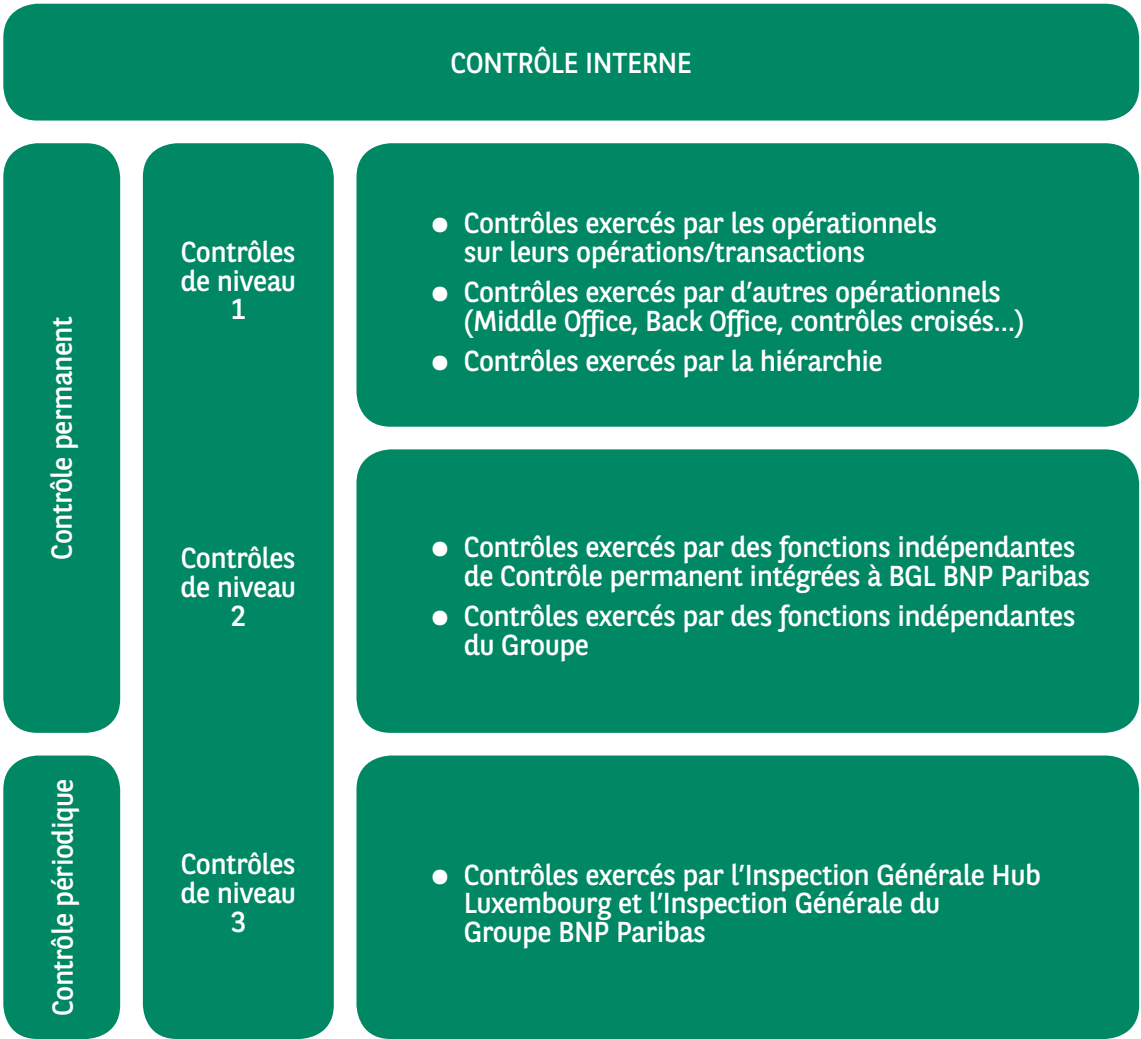 CONTRÔLE INTERNE
Contrôle permanent
Contrôles
de niveau
1
● Contrôles exercés par les opérationnels
sur leurs opérations/transactions
● Contrôles exercés par d'autres opérationnels
(Middle Office, Back Office, contrôles croisés...)
● Contrôles exercés par la hiérarchie
Contrôles
de niveau
2
● Contrôles exercés par des fonctions indépendantes
de Contrôle permanent intégrées à BGL BNP Paribas
● Contrôles exercés par des fonctions indépendantes
du Groupe
Contrôle périodique
Contrôles
de niveau
3
● Contrôles exercés par l'Inspection Générale Hub
Luxembourg et l'Inspection Générale du
Groupe BNP Paribas